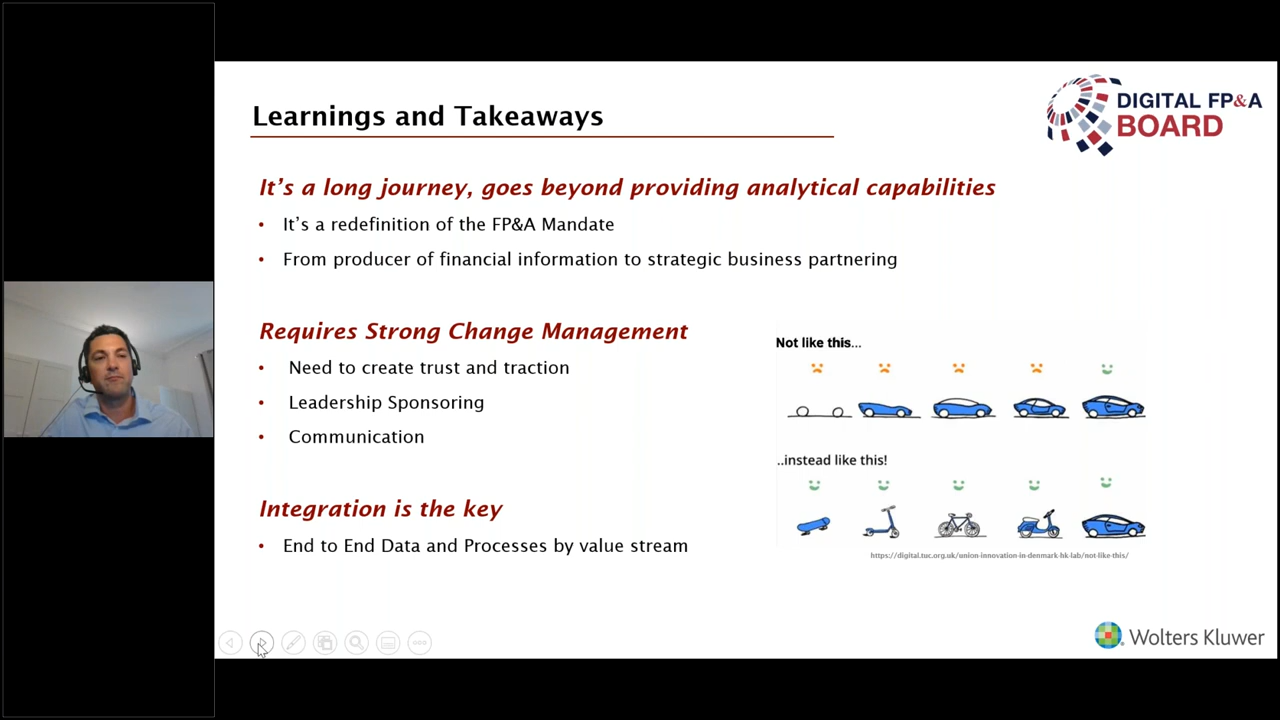 Learnings and Takeaways
DIGITAL FP&A
BOARD
It's a long journey, goes beyond providing analytical capabilities
• It's a redefinition of the FP&A Mandate
• From producer of financial information to strategic business partnering
Requires Strong Change Management
• Need to create trust and traction
• Leadership Sponsoring
• Communication
Not like this...
..instead like this!
https://digital.tuc.org.uk/union-innovation-in-denmark-hk-lab/not-like-this/
Integration is the key
• End to End Data and Processes by value stream
Wolters Kluwer